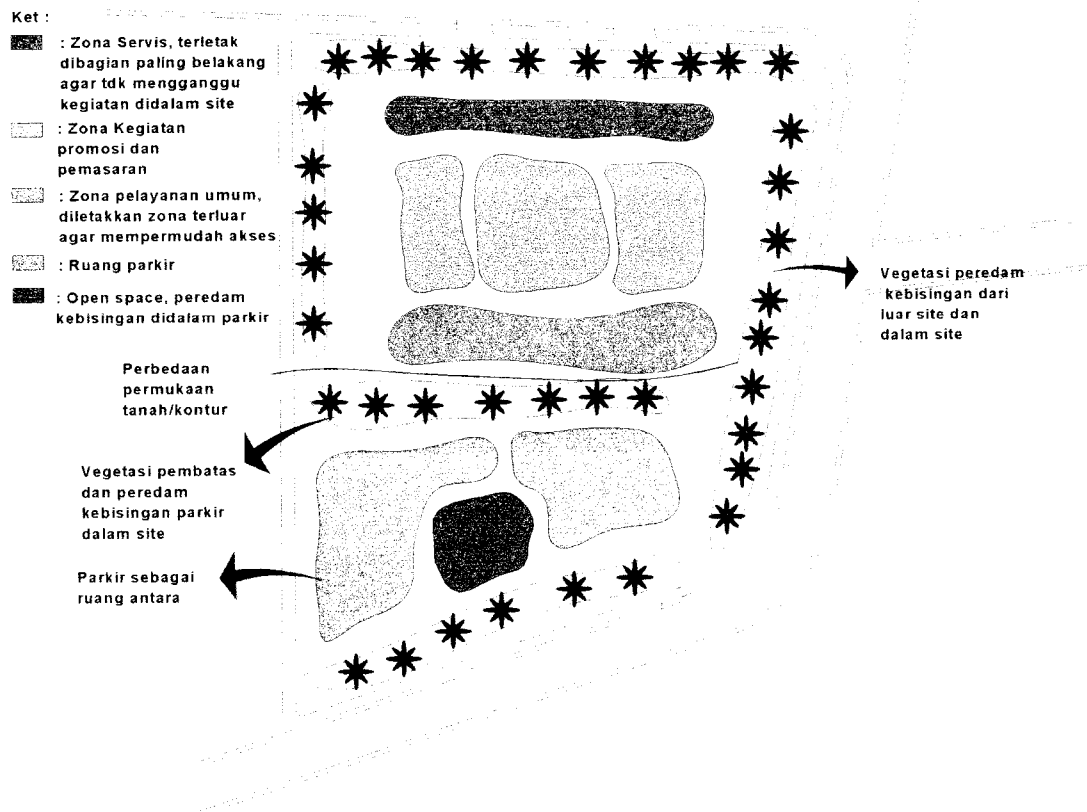 Ket :
: Zona Servis, terletak
dibagian paling belakang
agar tdk mengganggu
kegiatan didalam site
: Zona Kegiatan
promosi dan
pemasaran
: Zona pelayanan umum,
diletakkan zona terluar
agar mempermudah akses
: Ruang parkir
: Open space, peredam
kebisingan didalam parkir
Perbedaan
permukaan
tanah/kontur
Vegetasi pembatas
dan peredam
kebisingan parkir
dalam site
Parkir sebagai
ruang antara
Vegetasi peredam
kebisingan dari
luar site dan
dalam site